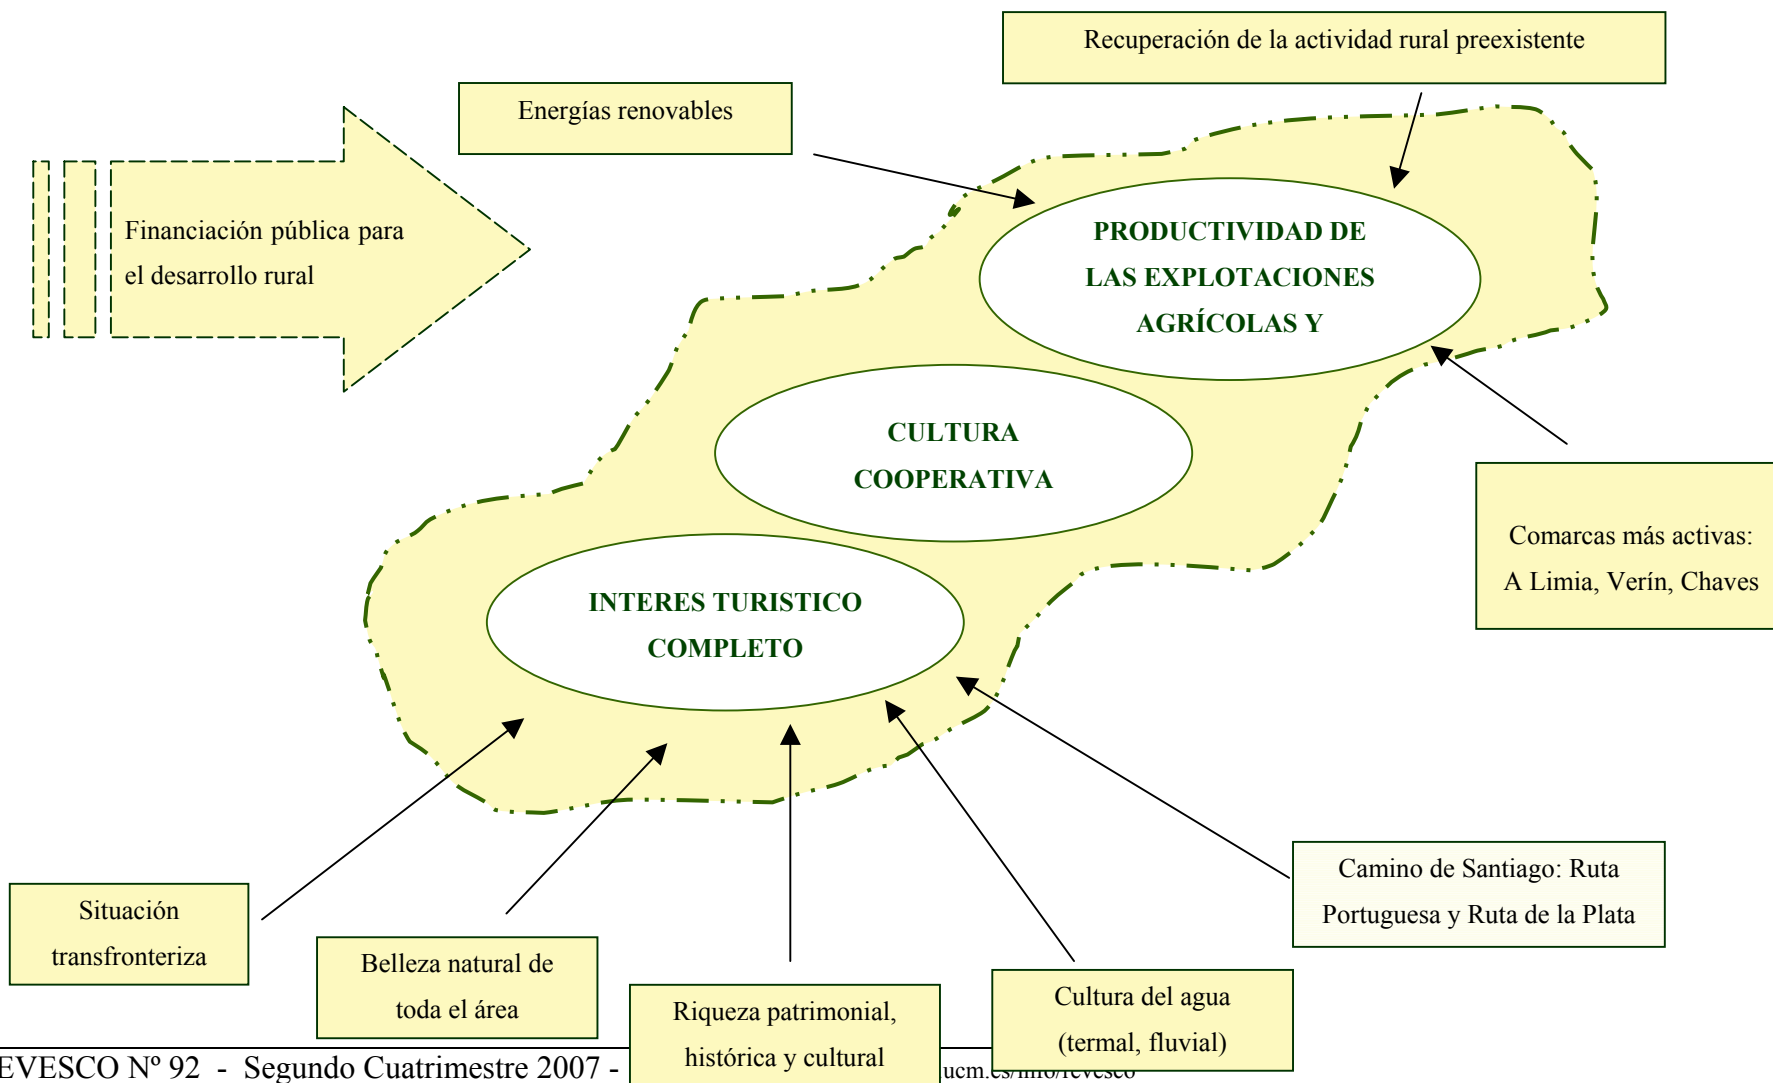 Recuperación de la actividad rural preexistente
Energías renovables
Financiación pública para
el desarrollo rural
PRODUCTIVIDAD DE
LAS EXPLOTACIONES
AGRÍCOLAS Y
CULTURA
COOPERATIVA
Comarcas más activas:
A Limia, Verín, Chaves
INTERES TURISTICO
COMPLETO
Camino de Santiago: Ruta
Portuguesa y Ruta de la Plata
Situación
transfronteriza
Belleza natural de
toda el área
Riqueza patrimonial,
histórica y cultural
Cultura del agua
(termal, fluvial)
EVESCO Nº 92 - Segundo Cuatrimestre 2007 -